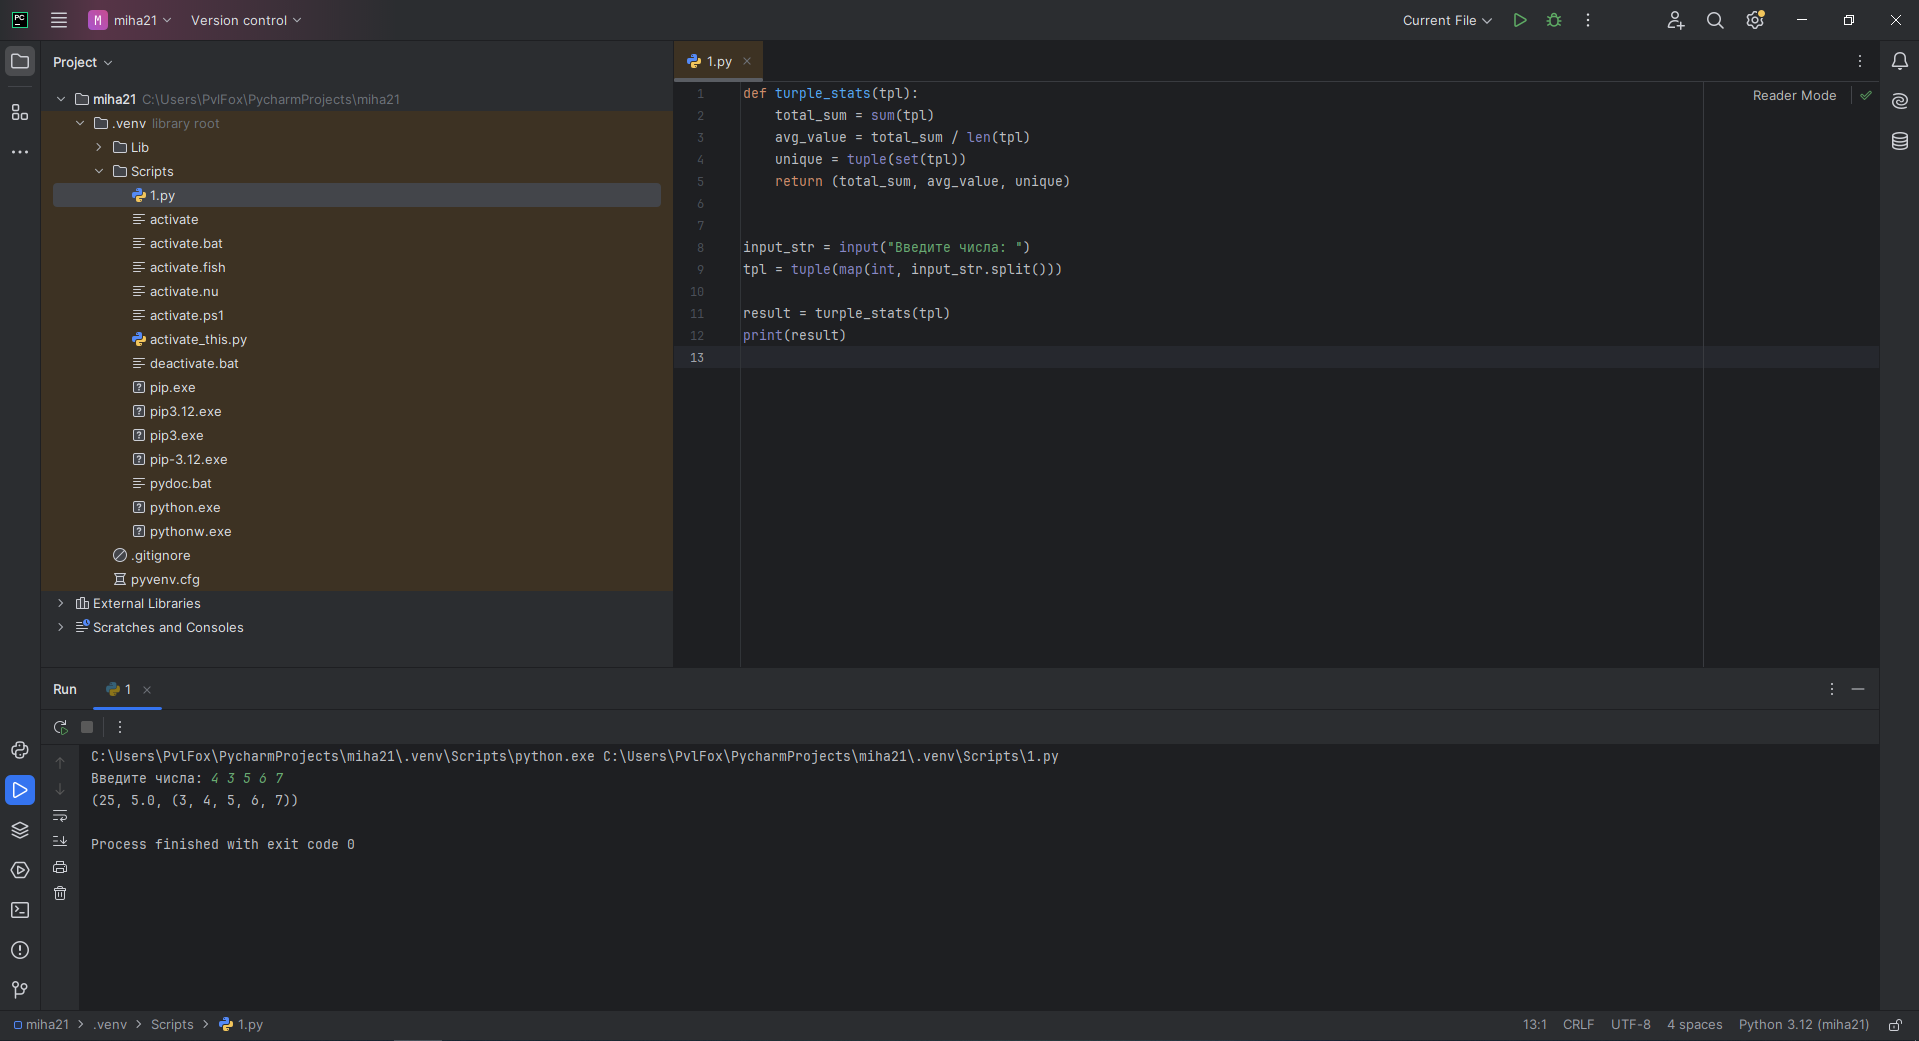 PC
M miha21 Version control Current File
Project
miha21 C:\Users\PvlFox\PycharmProjects\miha21
.venv library root
Lib
Scripts
1.py
activate
activate.bat
activate.fish
activate.nu
activate.ps1
activate_this.py
deactivate.bat
pip.exe
pip3.12.exe
pip3.exe
pip-3.12.exe
pydoc.bat
python.exe
pythonw.exe
.gitignore
pyvenv.cfg
External Libraries
Scratches and Consoles
1.py
Reader Mode
1 def turple_stats(tpl):
2 total_sum = sum(tpl)
3 avg_value = total_sum / len(tpl)
4 unique = tuple(set(tpl))
5 return (total_sum, avg_value, unique)
6
7
8 input_str = input("Введите числа: ")
9 tpl = tuple(map(int, input_str.split()))
10
11 result = turple_stats(tpl)
12 print(result)
13
Run 1
C:\Users\PvlFox\PycharmProjects\miha21\.venv\Scripts\python.exe C:\Users\PvlFox\PycharmProjects\miha21\.venv\Scripts\1.py
Введите числа: 4 3 5 6 7
(25, 5.0, (3, 4, 5, 6, 7))
Process finished with exit code 0
miha21 > .venv > Scripts > 1.py 13:1 CRLF UTF-8 4 spaces Python 3.12 (miha21)